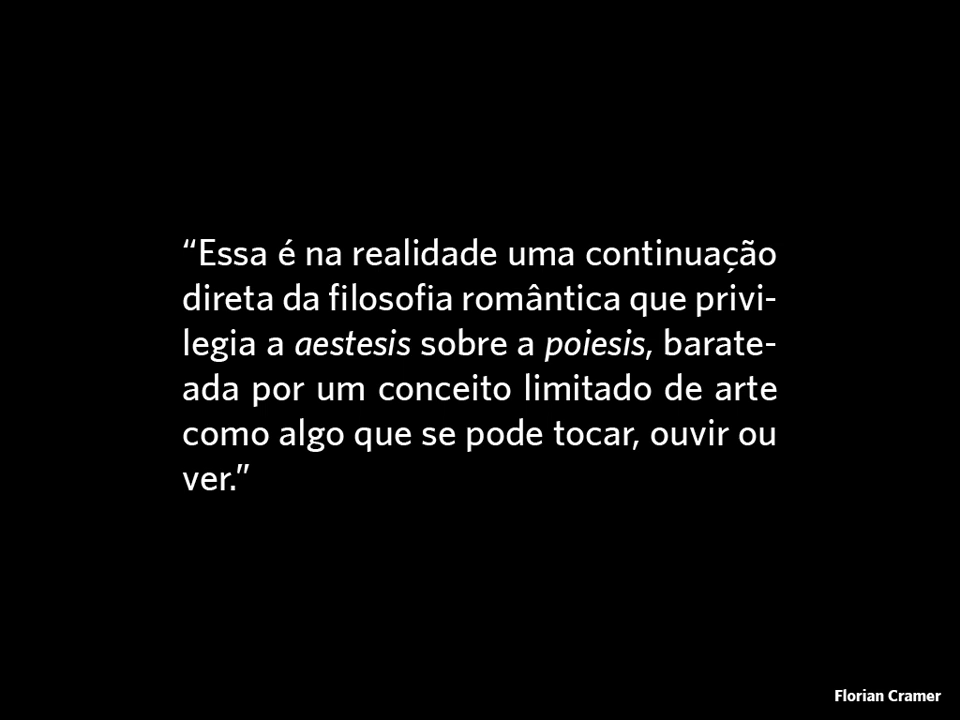 “Essa é na realidade uma continuação
direta da filosofia romântica que privi-
legia a aestesis sobre a poiesis, barate-
ada por um conceito limitado de arte
como algo que se pode tocar, ouvir ou
ver.”
Florian Cramer